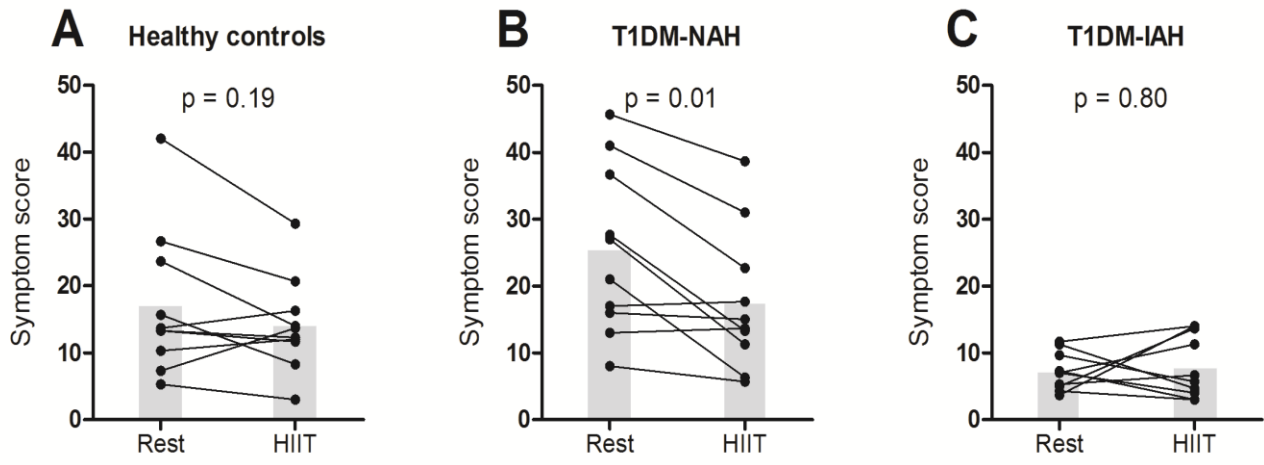 A Healthy controls
p = 0.19
Symptom score
50
40
30
20
10
0
Rest HIIT
B T1DM-NAH
p = 0.01
Symptom score
50
40
30
20
10
0
Rest HIIT
C T1DM-IAH
p = 0.80
Symptom score
50
40
30
20
10
0
Rest HIIT